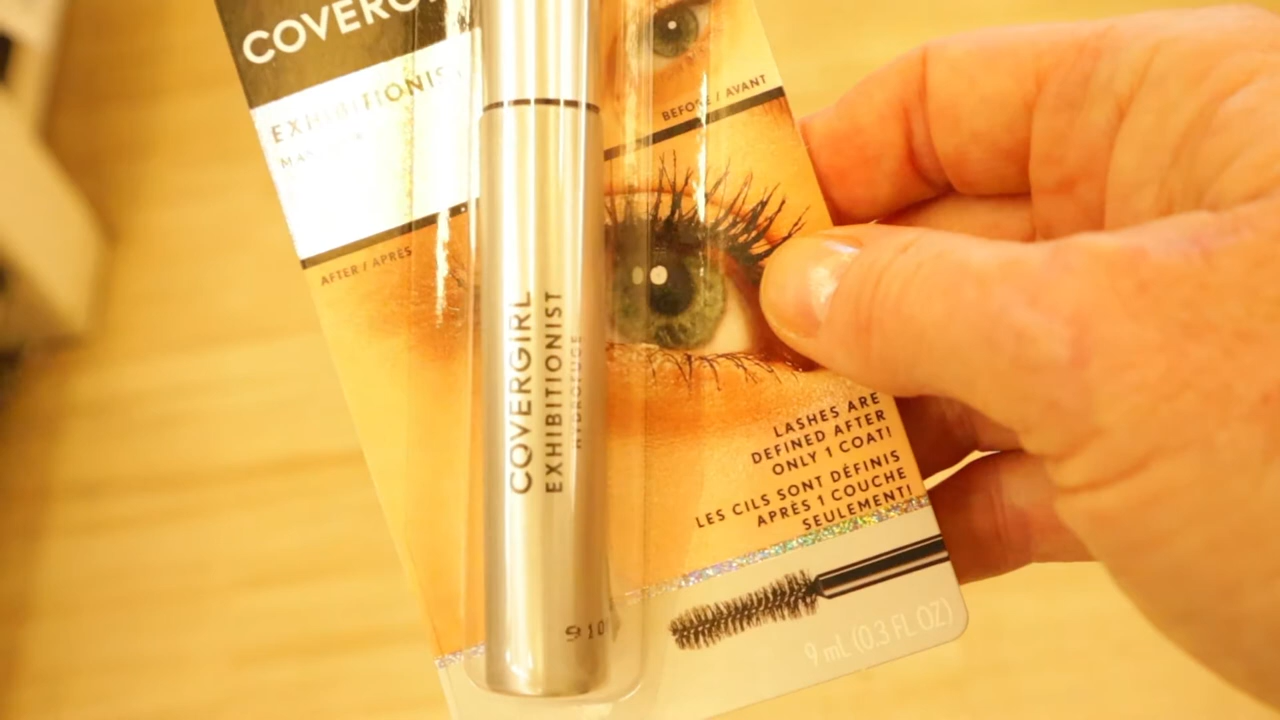 COVERG
EXHIBITIONIS
BEFORE / AVANT
AFTER / APRÈS
COVERGIRL
EXHIBITIONIST
HYDROFUGE
LASHES ARE
DEFINED AFTER
ONLY 1 COAT!
LES CILS SONT DÉFINIS
APRÈS 1 COUCHE
SEULEMENT!
910
9 mL (0.3 FL OZ)